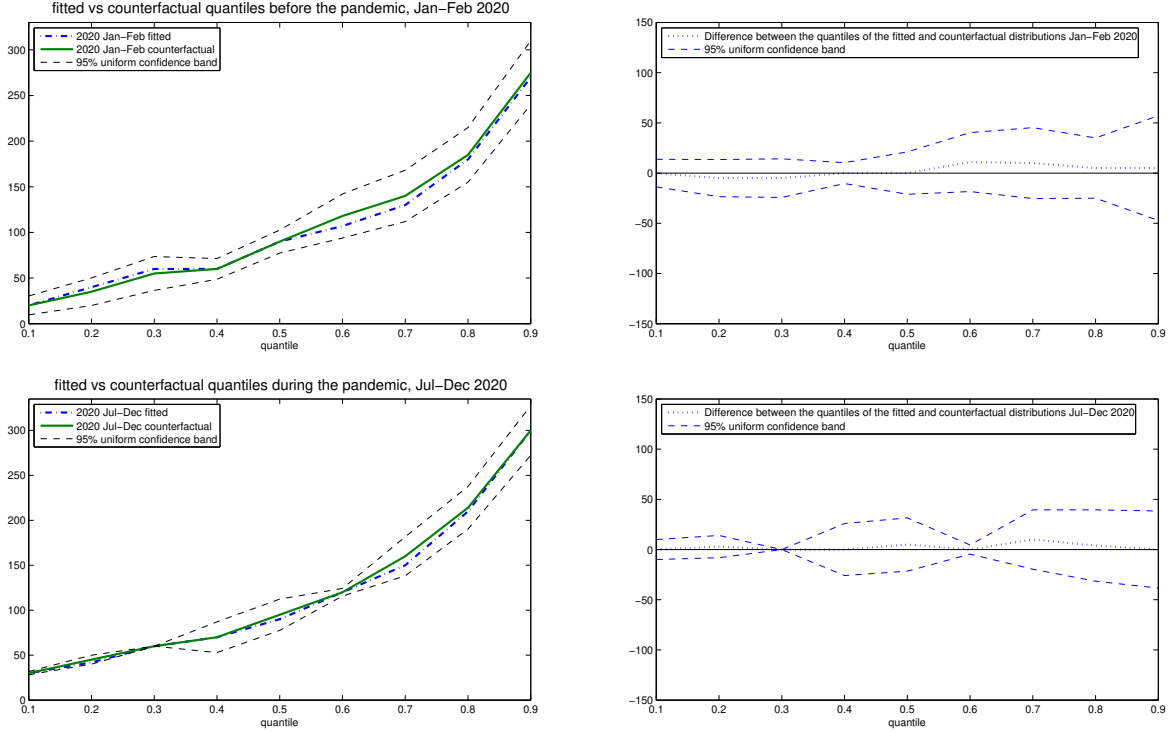 fitted vs counterfactual quantiles before the pandemic, Jan−Feb 2020
2020 Jan−Feb fitted
2020 Jan−Feb counterfactual
95% uniform confidence band
300
250
200
150
100
50
0
0.1 0.2 0.3 0.4 0.5 0.6 0.7 0.8 0.9
quantile
150
Difference between the quantiles of the fitted and counterfactual distributions Jan−Feb 2020
95% uniform confidence band
100
50
0
−50
−100
−150
0.1 0.2 0.3 0.4 0.5 0.6 0.7 0.8 0.9
quantile
fitted vs counterfactual quantiles during the pandemic, Jul−Dec 2020
2020 Jul−Dec fitted
2020 Jul−Dec counterfactual
95% uniform confidence band
300
250
200
150
100
50
0
0.1 0.2 0.3 0.4 0.5 0.6 0.7 0.8 0.9
quantile
150
Difference between the quantiles of the fitted and counterfactual distributions Jul−Dec 2020
95% uniform confidence band
100
50
0
−50
−100
−150
0.1 0.2 0.3 0.4 0.5 0.6 0.7 0.8 0.9
quantile